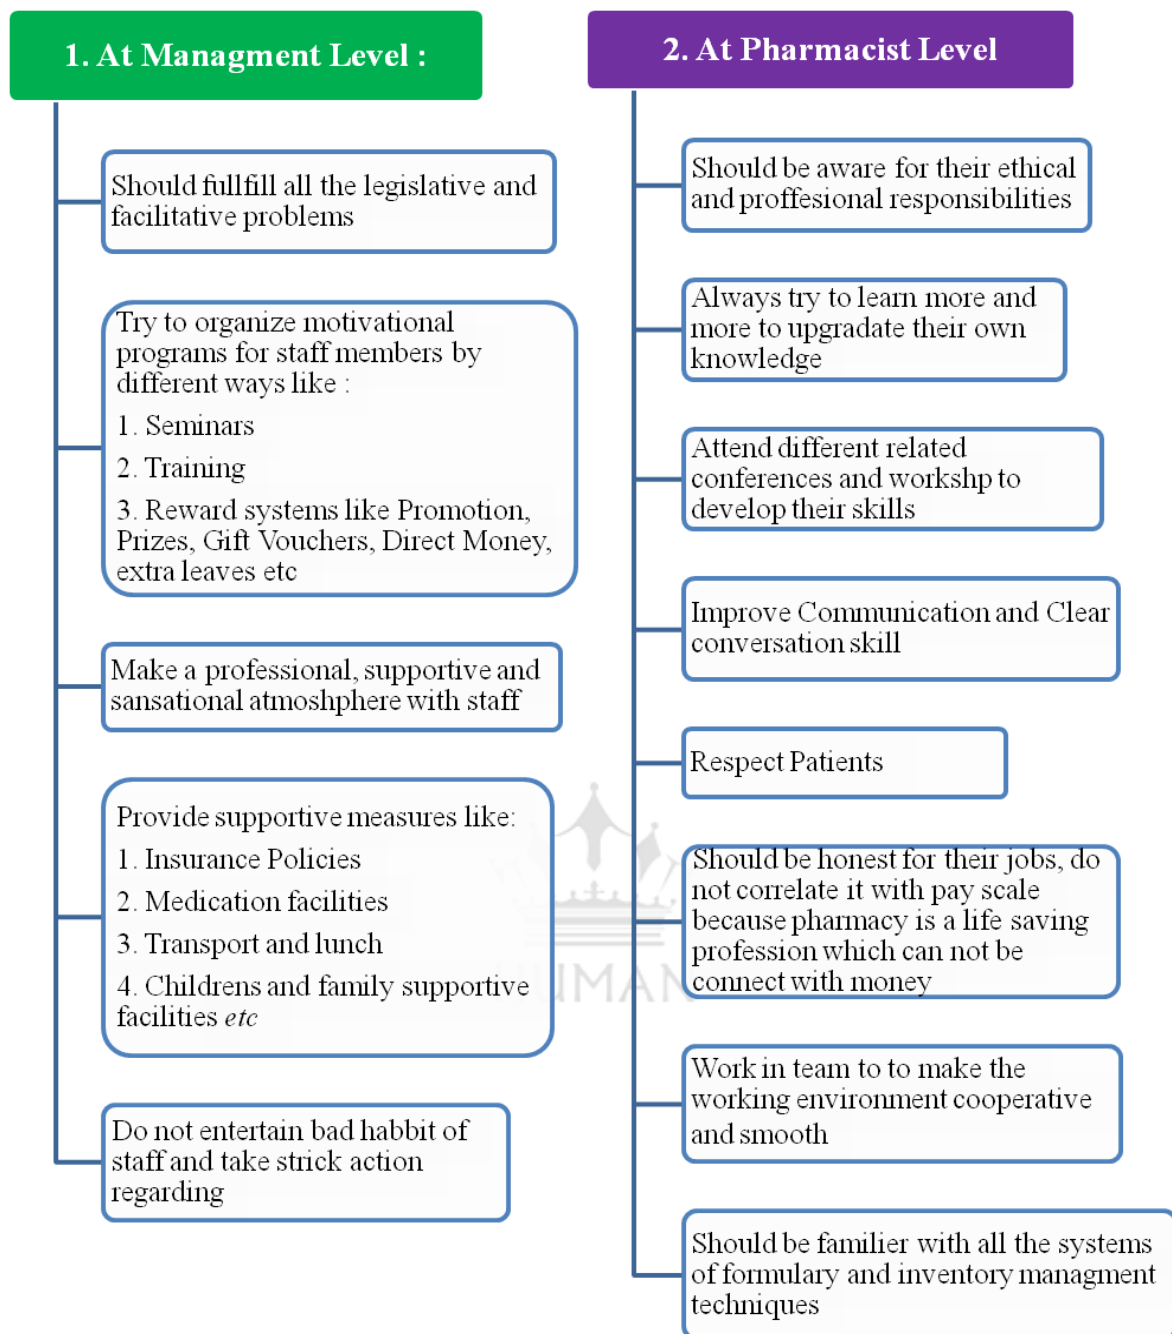 1. At Managment Level :
Should fullfill all the legislative and
facilitative problems
Try to organize motivational
programs for staff members by
different ways like :
1. Seminars
2. Training
3. Reward systems like Promotion,
Prizes, Gift Vouchers, Direct Money,
extra leaves etc
Make a professional, supportive and
sansational atmoshphere with staff
Provide supportive measures like:
1. Insurance Policies
2. Medication facilities
3. Transport and lunch
4. Childrens and family supportive
facilities etc
Do not entertain bad habbit of
staff and take strick action
regarding
2. At Pharmacist Level
Should be aware for their ethical
and proffesional responsibilities
Always try to learn more and
more to upgradate their own
knowledge
Attend different related
conferences and workshp to
develop their skills
Improve Communication and Clear
conversation skill
Respect Patients
Should be honest for their jobs, do
not correlate it with pay scale
because pharmacy is a life saving
profession which can not be
connect with money
Work in team to to make the
working environment cooperative
and smooth
Should be familier with all the systems
of formulary and inventory managment
techniques
HUMAN